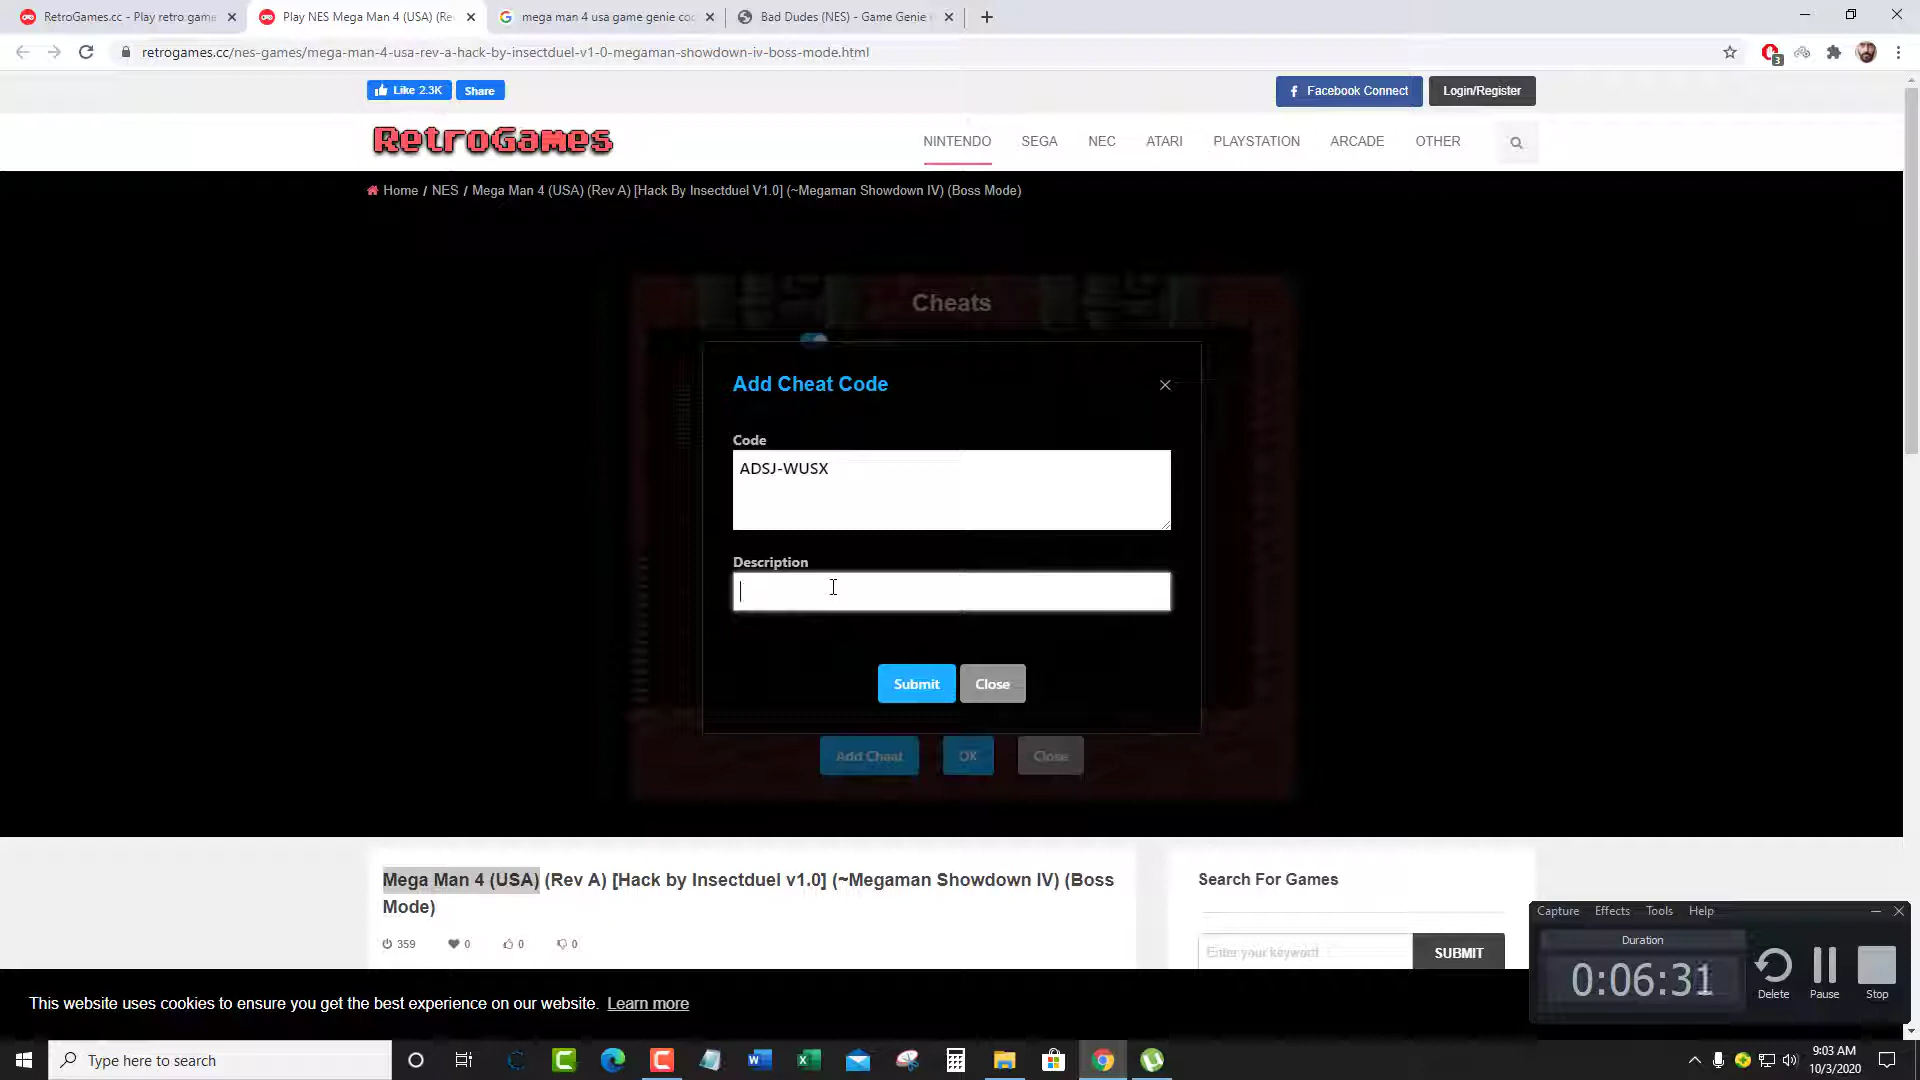 RetroGames.cc - Play retro game
Play NES Mega Man 4 (USA) (Re
mega man 4 usa game genie co
Bad Dudes (NES) - Game Genie
retrogames.cc/nes-games/mega-man-4-usa-rev-a-hack-by-insectduel-v1-0-megaman-showdown-iv-boss-mode.html
3
Like 2.3K
Share
Facebook Connect
Login/Register
RetroGames
NINTENDO
SEGA
NEC
ATARI
PLAYSTATION
ARCADE
OTHER
Home / NES / Mega Man 4 (USA) (Rev A) [Hack By Insectduel V1.0] (~Megaman Showdown IV) (Boss Mode)
Cheats
Add Cheat Code
Code
ADSJ-WUSX
Description
Submit
Close
Add Cheat
OK
Close
Mega Man 4 (USA) (Rev A) [Hack by Insectduel v1.0] (~Megaman Showdown IV) (Boss
Mode)
359
0
0
0
Search For Games
Enter your keyword
SUBMIT
Capture
Effects
Tools
Help
Duration
0:06:31
Delete
Pause
Stop
This website uses cookies to ensure you get the best experience on our website. Learn more
Type here to search
9:03 AM
10/3/2020